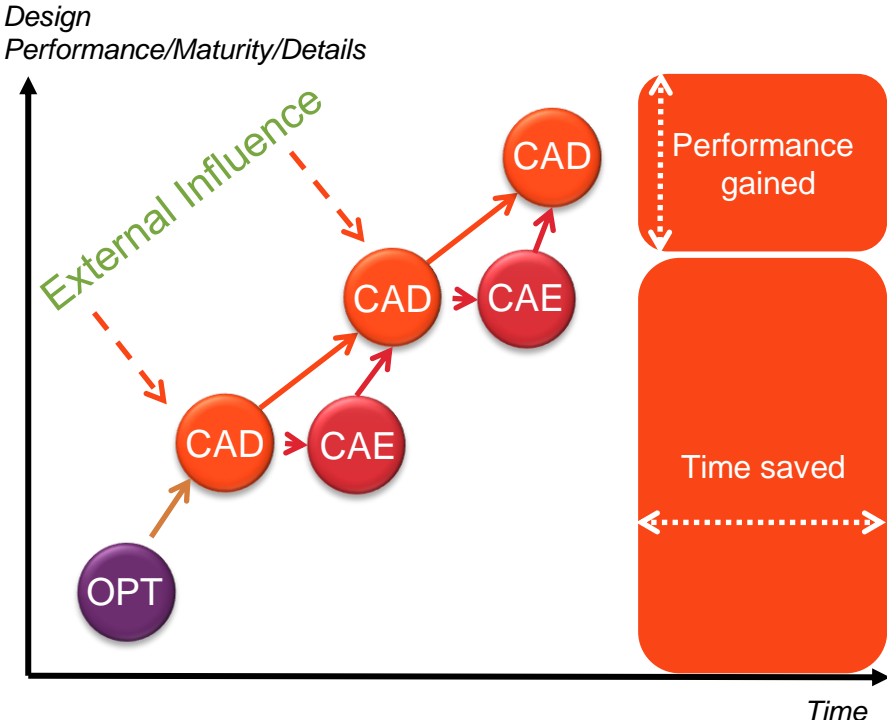 Design
Performance/Maturity/Details
External Influence
CAD
Performance
gained
CAD
CAE
CAD
CAE
Time saved
OPT
Time